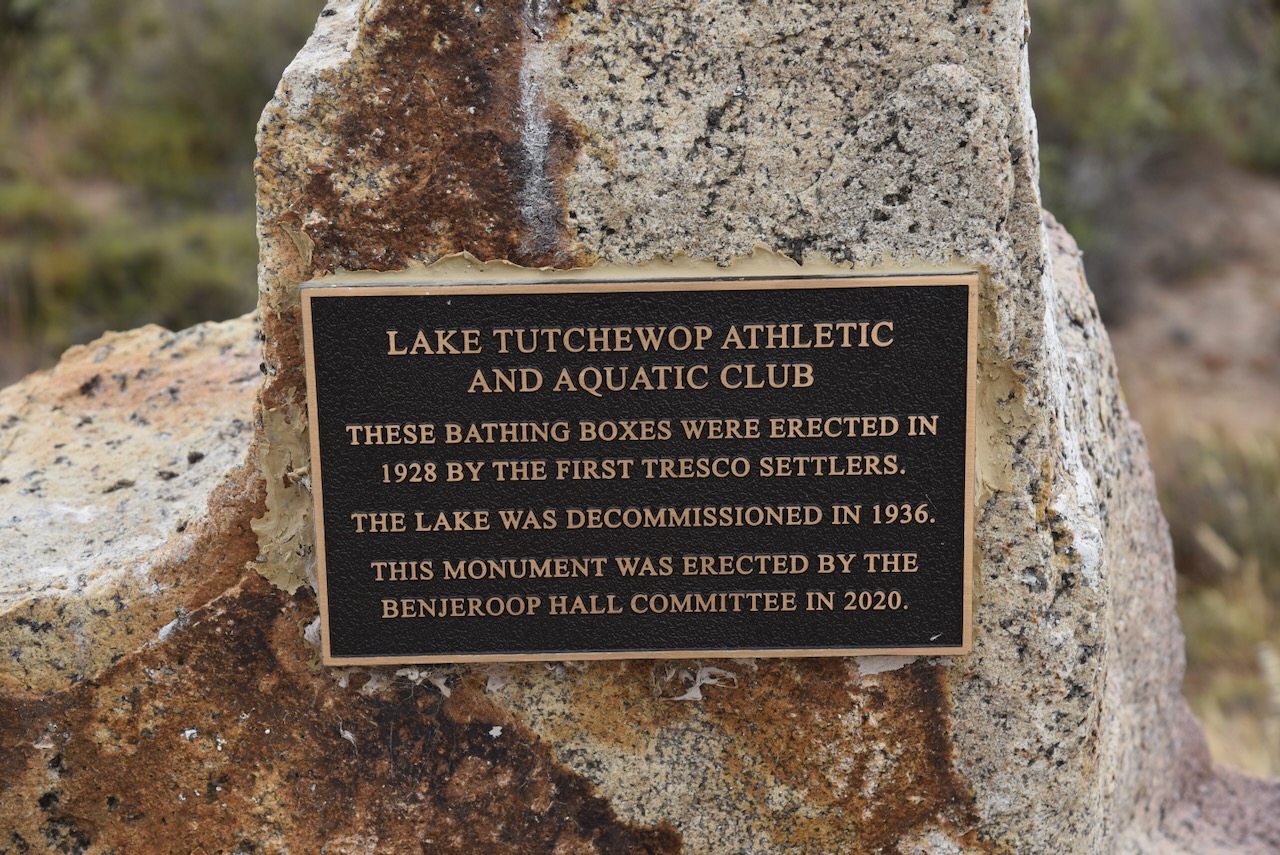 LAKE TUTCHEWOP ATHLETIC
AND AQUATIC CLUB
THESE BATHING BOXES WERE ERECTED IN
1928 BY THE FIRST TRESCO SETTLERS.
THE LAKE WAS DECOMMISSIONED IN 1936.
THIS MONUMENT WAS ERECTED BY THE
BENJEROOP HALL COMMITTEE IN 2020.